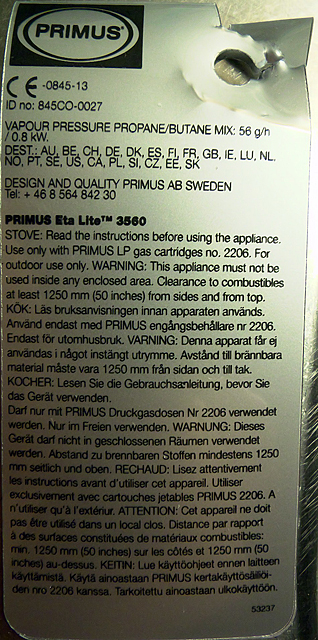 PRIMUS®
CE-0845-13
ID no: 845CO-0027
VAPOUR PRESSURE PROPANE/BUTANE MIX: 56 g/h
/ 0.8 kW.
DEST.: AU, BE, CH, DE, DK, ES, FI, FR, GB, IE, LU, NL.
NO, PT, SE, US, CA, PL, SI, CZ, EE, SK
DESIGN AND QUALITY PRIMUS AB SWEDEN
Tel: + 46 8 564 842 30
PRIMUS Eta Lite™ 3560
STOVE: Read the instructions before using the appliance.
Use only with PRIMUS LP gas cartridges no. 2206. For
outdoor use only. WARNING: This appliance must not be
used inside any enclosed area. Clearance to combustibles
at least 1250 mm (50 inches) from sides and from top.
KÖK: Läs bruksanvisningen innan apparaten används.
Använd endast med PRIMUS engångsbehållare nr 2206.
Endast för utomhusbruk. VARNING: Denna apparat får ej
användas i något instängt utrymme. Avstånd till brännbara
material måste vara 1250 mm från sidan och till tak.
KOCHER: Lesen Sie die Gebrauchsanleitung, bevor Sie
das Gerät verwenden.
Darf nur mit PRIMUS Druckgasdosen Nr 2206 verwendet
werden. Nur im Freien verwenden. WARNUNG: Dieses
Gerät darf nicht in geschlossenen Räumen verwendet
werden. Abstand zu brennbaren Stoffen mindestens 1250
mm seitlich und oben. RECHAUD: Lisez attentivement
les instructions avant d'utiliser cet appareil. Utiliser
exclusivement avec cartouches jetables PRIMUS 2206. A
n'utiliser qu'à l'extérieur. ATTENTION: Cet appareil ne doit
pas être utilisé dans un local clos. Distance par rapport
à des surfaces constituées de matériaux combustibles:
min. 1250 mm (50 inches) sur les côtés et 1250 mm (50
inches) au-dessus. KEITIN: Lue käyttöohjeet ennen laitteen
käyttämistä. Käytä ainoastaan PRIMUS kertakäyttösäiliöi-
den nro 2206 kanssa. Tarkoitettu ainoastaan ulkokäyttöön.
53237